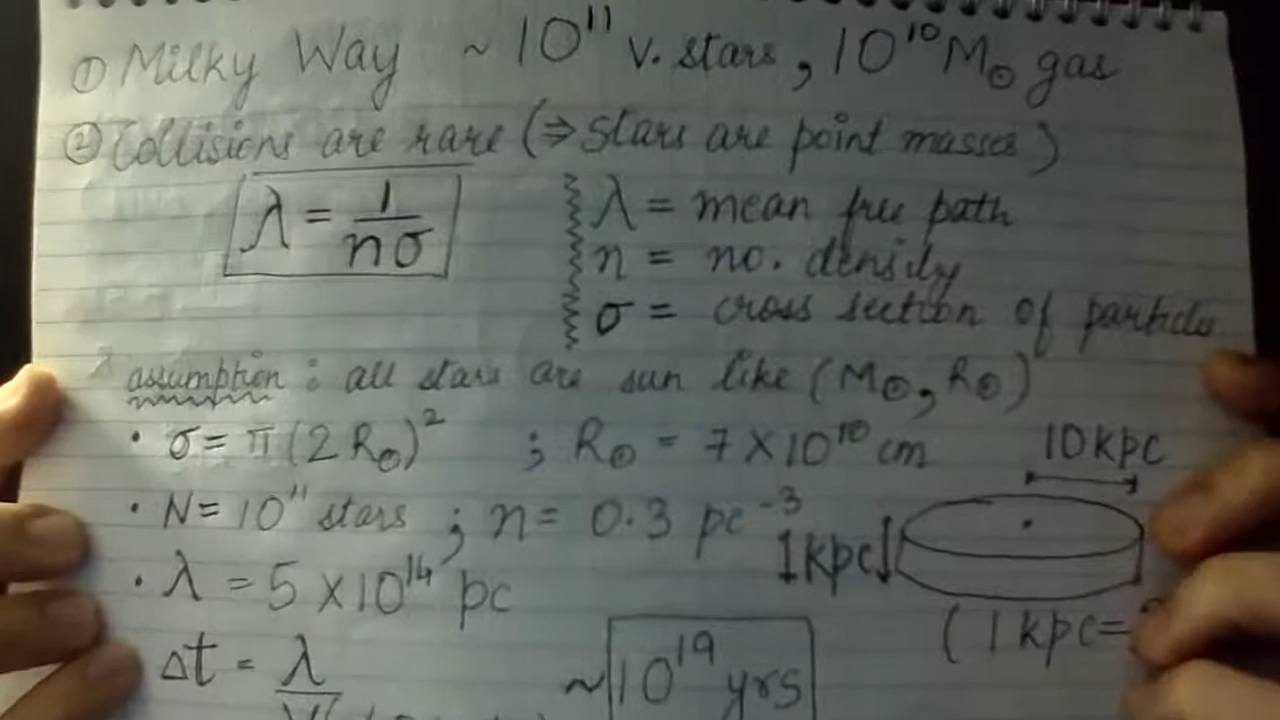 ① Milky Way ~ 10¹¹ v. stars, 10¹⁰ M⊙ gas
② Collisions are rare (⇒ stars are point masses)
λ = 1/nσ
λ = mean free path
n = no. density
σ = cross section of particle
assumption : all stars are sun like (M⊙, R⊙)
• σ = π (2 R⊙)² ; R⊙ = 7 × 10¹⁰ cm
10 kpc
• N = 10¹¹ stars ; n = 0.3 pc⁻³
1 kpc
• λ = 5 × 10¹⁴ pc
(1 kpc=
Δt = λ/V
~ 10¹⁹ yrs